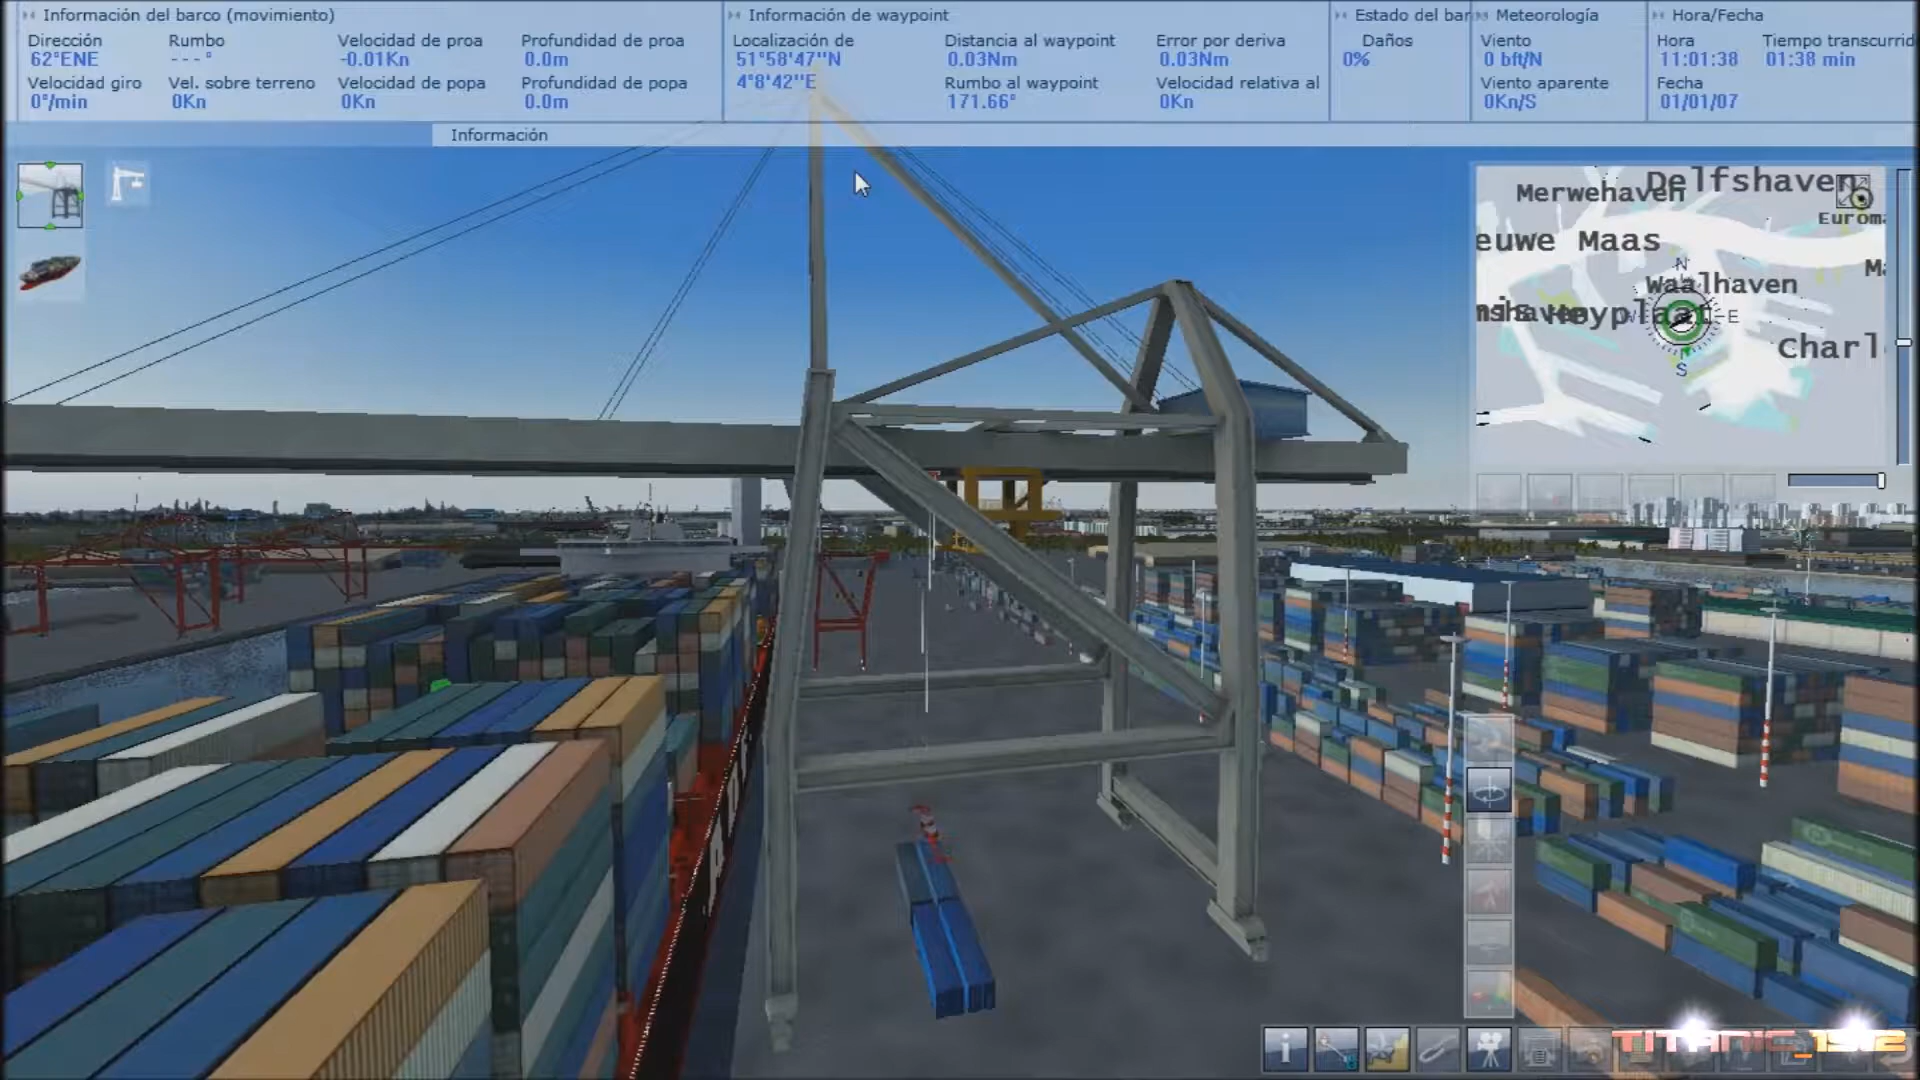 Información del barco (movimiento)
Dirección Rumbo Velocidad de proa Profundidad de proa
62°ENE ---° -0.01Kn 0.0m
Velocidad giro Vel. sobre terreno Velocidad de popa Profundidad de popa
0°/min 0Kn 0Kn 0.0m
Información de waypoint
Localización de Distancia al waypoint Error por deriva
51°58'47''N 0.03Nm 0.03Nm
4°8'42''E Rumbo al waypoint Velocidad relativa al
171.66° 0Kn
Estado del bar
Daños
0%
Meteorología
Viento
0 bft/N
Viento aparente
0Kn/S
Hora/Fecha
Hora Tiempo transcurrid
11:01:38 01:38 min
Fecha
01/01/07
Información
Delfshaven
Merwehaven
Eurom
euwe Maas
N
Waalhaven
Heyplaat
E
Charl
S
TITANIC_1912